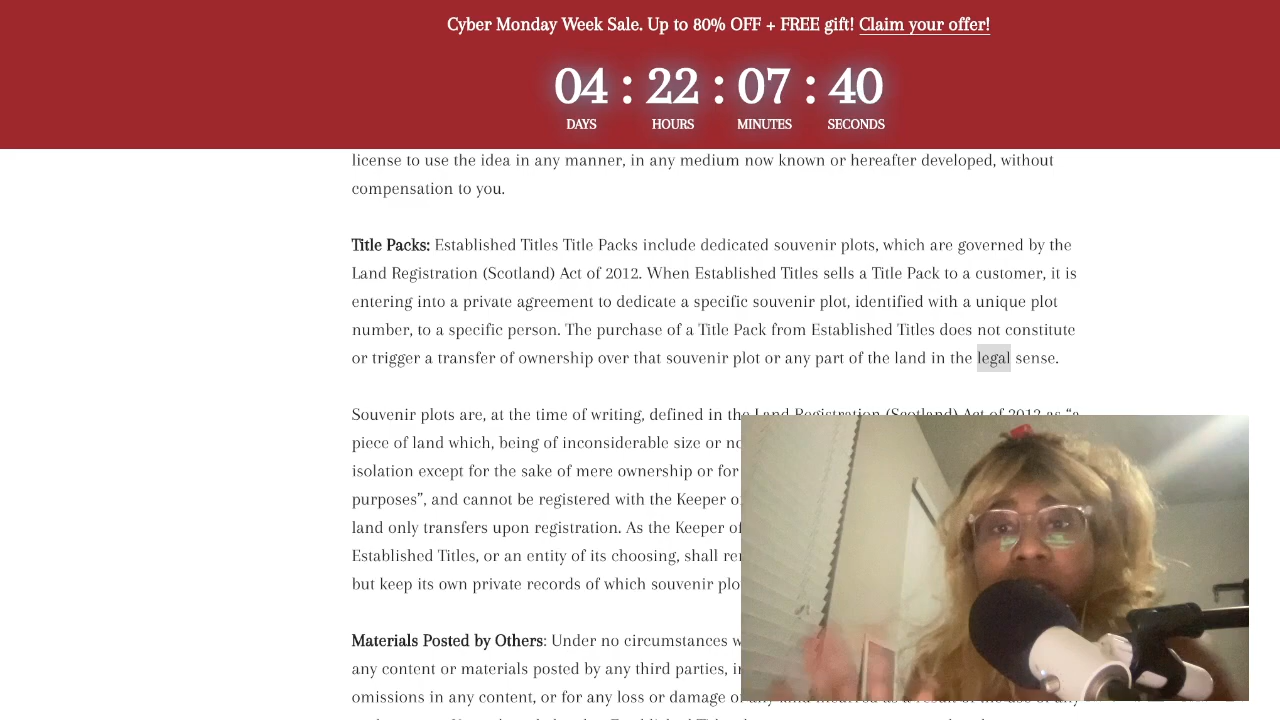 Cyber Monday Week Sale. Up to 80% OFF + FREE gift! Claim your offer!
04 : 22 : 07 : 40
DAYS HOURS MINUTES SECONDS
license to use the idea in any manner, in any medium now known or hereafter developed, without
compensation to you.
Title Packs: Established Titles Title Packs include dedicated souvenir plots, which are governed by the
Land Registration (Scotland) Act of 2012. When Established Titles sells a Title Pack to a customer, it is
entering into a private agreement to dedicate a specific souvenir plot, identified with a unique plot
number, to a specific person. The purchase of a Title Pack from Established Titles does not constitute
or trigger a transfer of ownership over that souvenir plot or any part of the land in the legal sense.
Souvenir plots are, at the time of writing, defined in the Land Registration (Scotland) Act of 2012 as “a
piece of land which, being of inconsiderable size or no
isolation except for the sake of mere ownership or for
purposes”, and cannot be registered with the Keeper
land only transfers upon registration. As the Keeper of
Established Titles, or an entity of its choosing, shall
but keep its own private records of which souvenir
Materials Posted by Others: Under no circumstances
any content or materials posted by any third parties,
omissions in any content, or for any loss or damage of any kind incurred as a result of the use of any